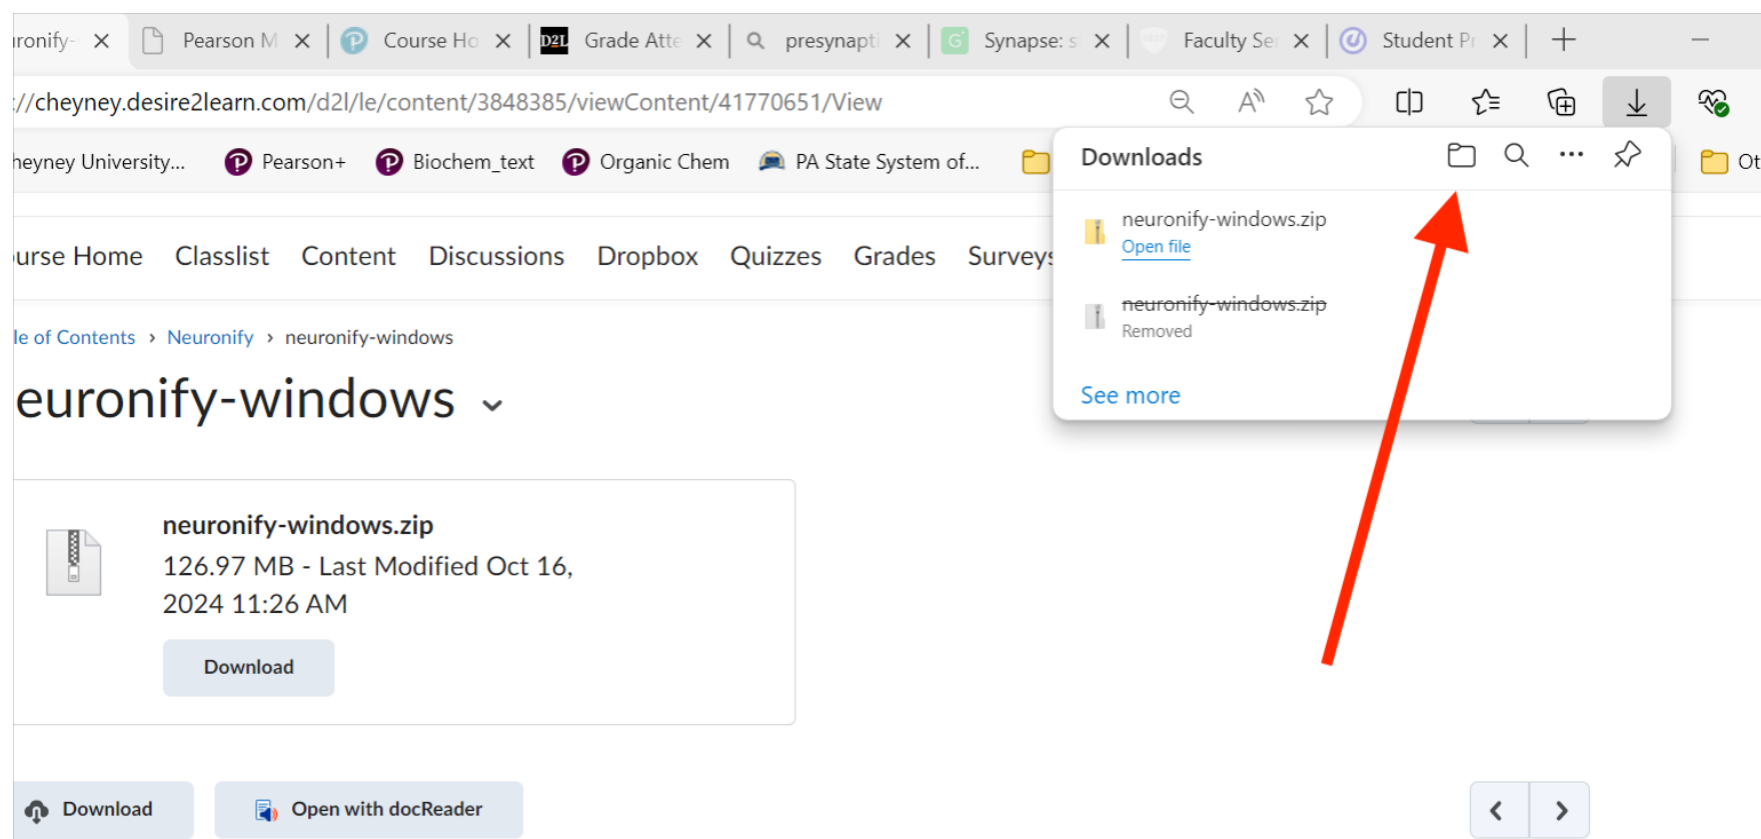 ronify-
Pearson M
Course Ho
D2L
Grade Atte
presynapti
G
Synapse: s
Faculty Ser
Student Pr
://cheyney.desire2learn.com/d2l/le/content/3848385/viewContent/41770651/View
heyney University...
Pearson+
Biochem_text
Organic Chem
PA State System of...
Ot
Downloads
neuronify-windows.zip
Open file
neuronify-windows.zip
Removed
See more
urse Home Classlist Content Discussions Dropbox Quizzes Grades Surveys
le of Contents > Neuronify > neuronify-windows
euronify-windows
neuronify-windows.zip
126.97 MB - Last Modified Oct 16,
2024 11:26 AM
Download
Download
Open with docReader